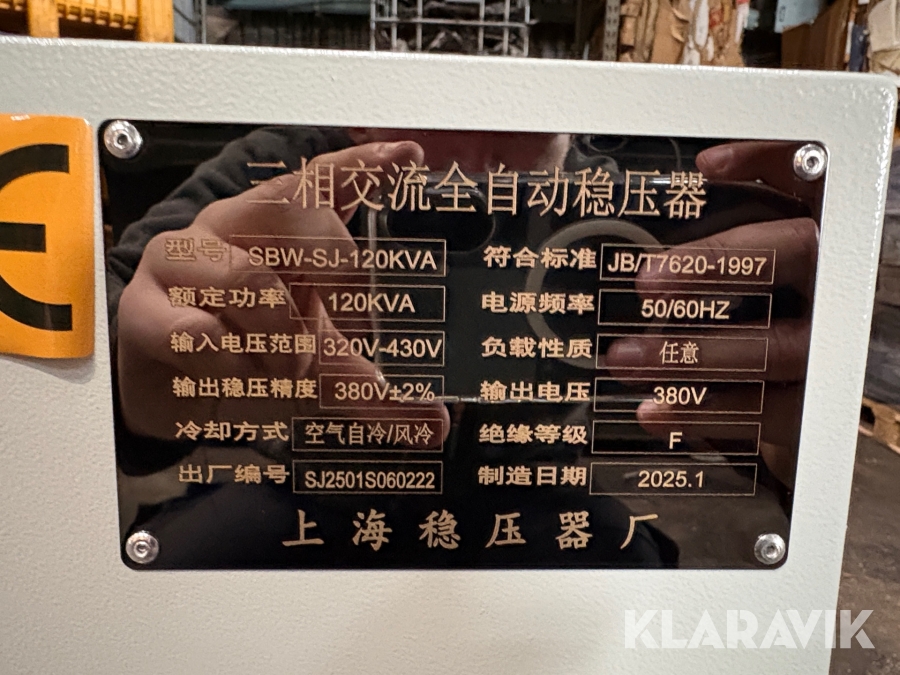 三相交流全自动稳压器
型号 SBW-SJ-120KVA 符合标准 JB/T7620-1997
额定功率 120KVA 电源频率 50/60HZ
输入电压范围 320V-430V 负载性质 任意
输出稳压精度 380V±2% 输出电压 380V
冷却方式 空气自冷/风冷 绝缘等级 F
出厂编号 SJ2501S060222 制造日期 2025.1
上海稳压器厂
KLARAVIK